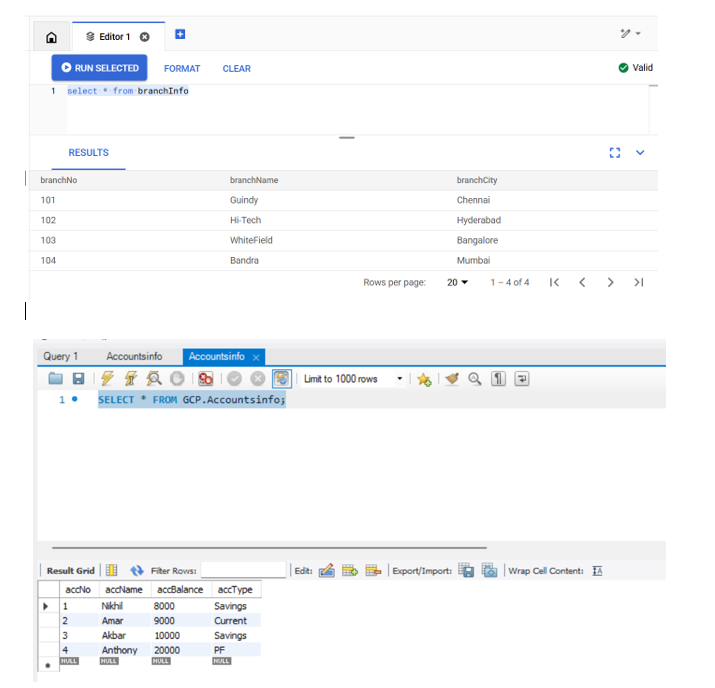 Editor 1
RUN SELECTED FORMAT CLEAR Valid
1 select * from branchInfo
RESULTS
branchNo branchName branchCity
101 Guindy Chennai
102 Hi-Tech Hyderabad
103 WhiteField Bangalore
104 Bandra Mumbai
Rows per page: 20 1 – 4 of 4
Query 1 Accountsinfo Accountsinfo
Limit to 1000 rows
1 SELECT * FROM GCP.Accountsinfo;
Result Grid Filter Rows: Edit: Export/Import: Wrap Cell Content:
accNo accName accBalance accType
1 Nikhil 8000 Savings
2 Amar 9000 Current
3 Akbar 10000 Savings
4 Anthony 20000 PF
NULL NULL NULL NULL